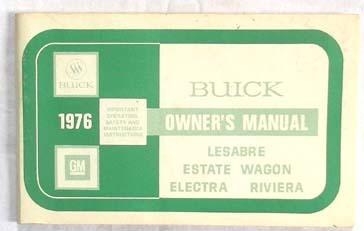 BUICK
1976
IMPORTANT
OPERATING
SAFETY AND
MAINTENANCE
INSTRUCTIONS
GM
BUICK
OWNER'S MANUAL
LESABRE
ESTATE WAGON
ELECTRA RIVIERA